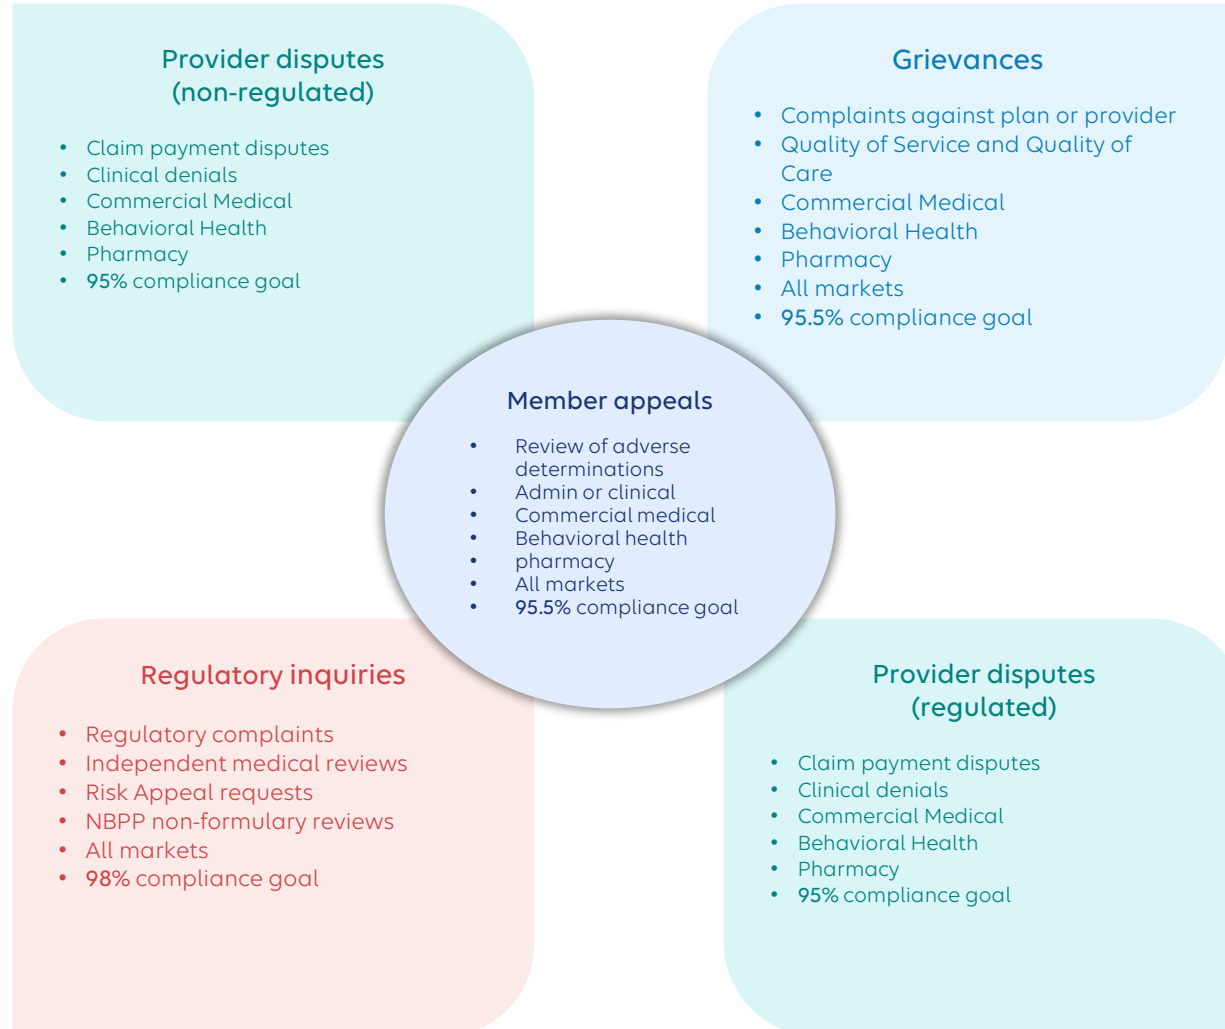 Provider disputes
(non-regulated)
• Claim payment disputes
• Clinical denials
• Commercial Medical
• Behavioral Health
• Pharmacy
• 95% compliance goal
Grievances
• Complaints against plan or provider
• Quality of Service and Quality of
Care
• Commercial Medical
• Behavioral Health
• Pharmacy
• All markets
• 95.5% compliance goal
Member appeals
• Review of adverse
determinations
• Admin or clinical
• Commercial medical
• Behavioral health
• pharmacy
• All markets
• 95.5% compliance goal
Regulatory inquiries
• Regulatory complaints
• Independent medical reviews
• Risk Appeal requests
• NBPP non-formulary reviews
• All markets
• 98% compliance goal
Provider disputes
(regulated)
• Claim payment disputes
• Clinical denials
• Commercial Medical
• Behavioral Health
• Pharmacy
• 95% compliance goal